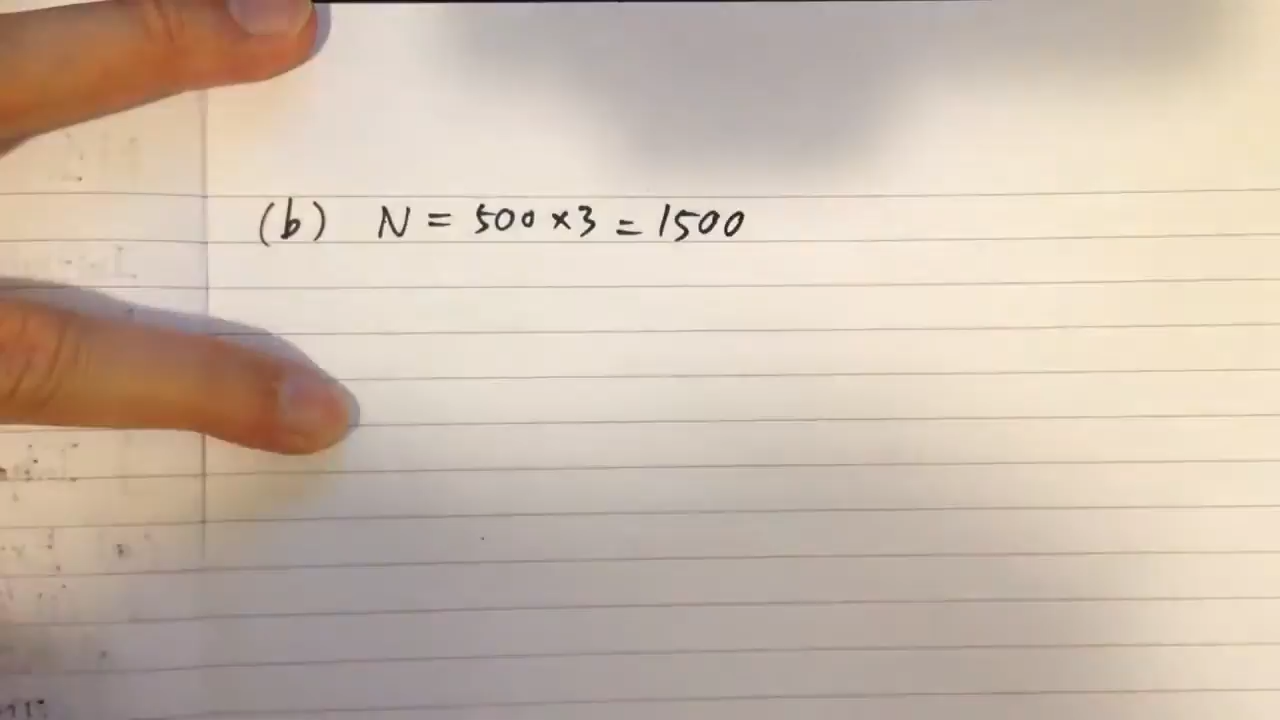 (b) N = 500 × 3 = 1500